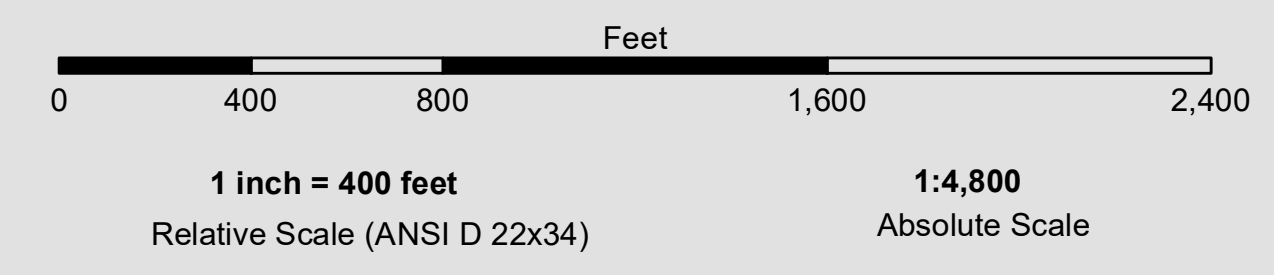 Feet
0 400 800 1,600 2,400
1 inch = 400 feet
Relative Scale (ANSI D 22x34)
1:4,800
Absolute Scale